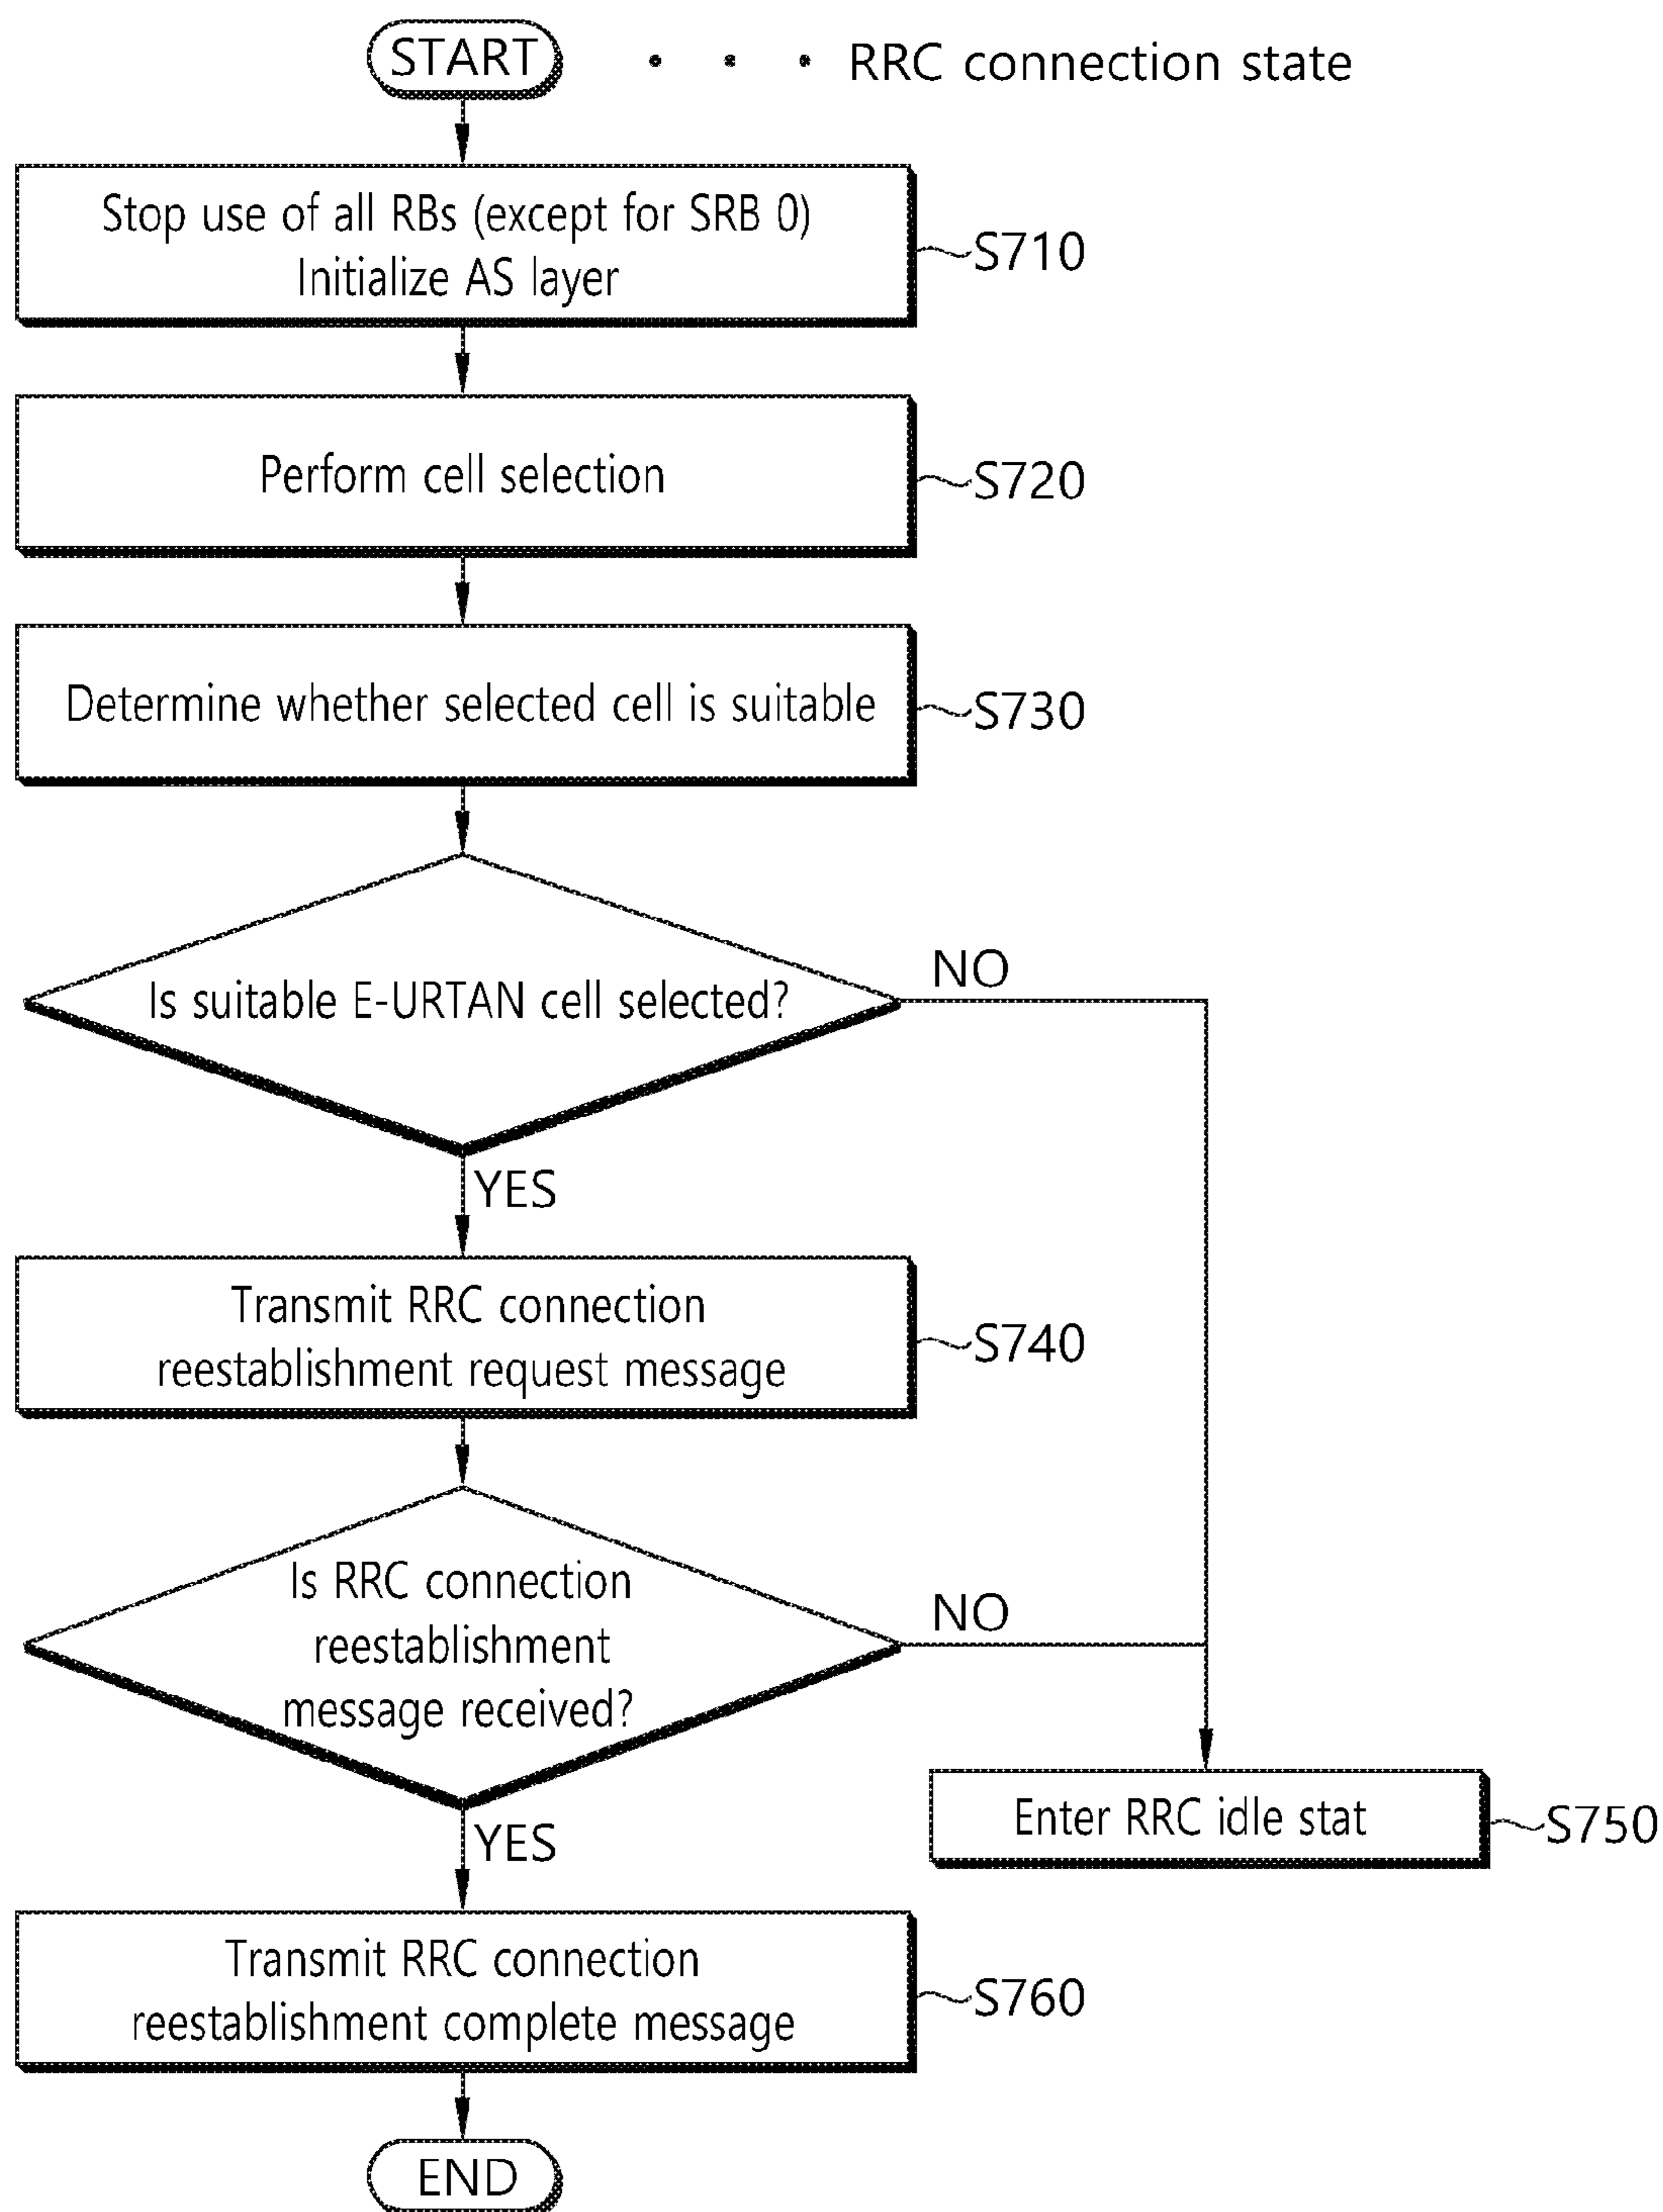 START
RRC connection state
Stop use of all RBs (except for SRB 0)
Initialize AS layer
S710
Perform cell selection
S720
Determine whether selected cell is suitable
S730
Is suitable E-URTAN cell selected?
NO
YES
Transmit RRC connection
reestablishment request message
S740
Is RRC connection
reestablishment
message received?
NO
YES
Enter RRC idle stat
S750
Transmit RRC connection
reestablishment complete message
S760
END